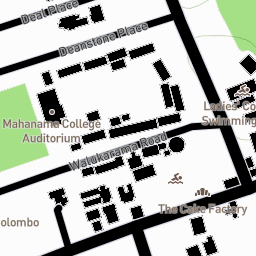 Deal Place
Deanstone Place
Ladies' Co
Swimming
Mahanama College
Auditorium
Walukarama Road
The Cake Factory
olombo